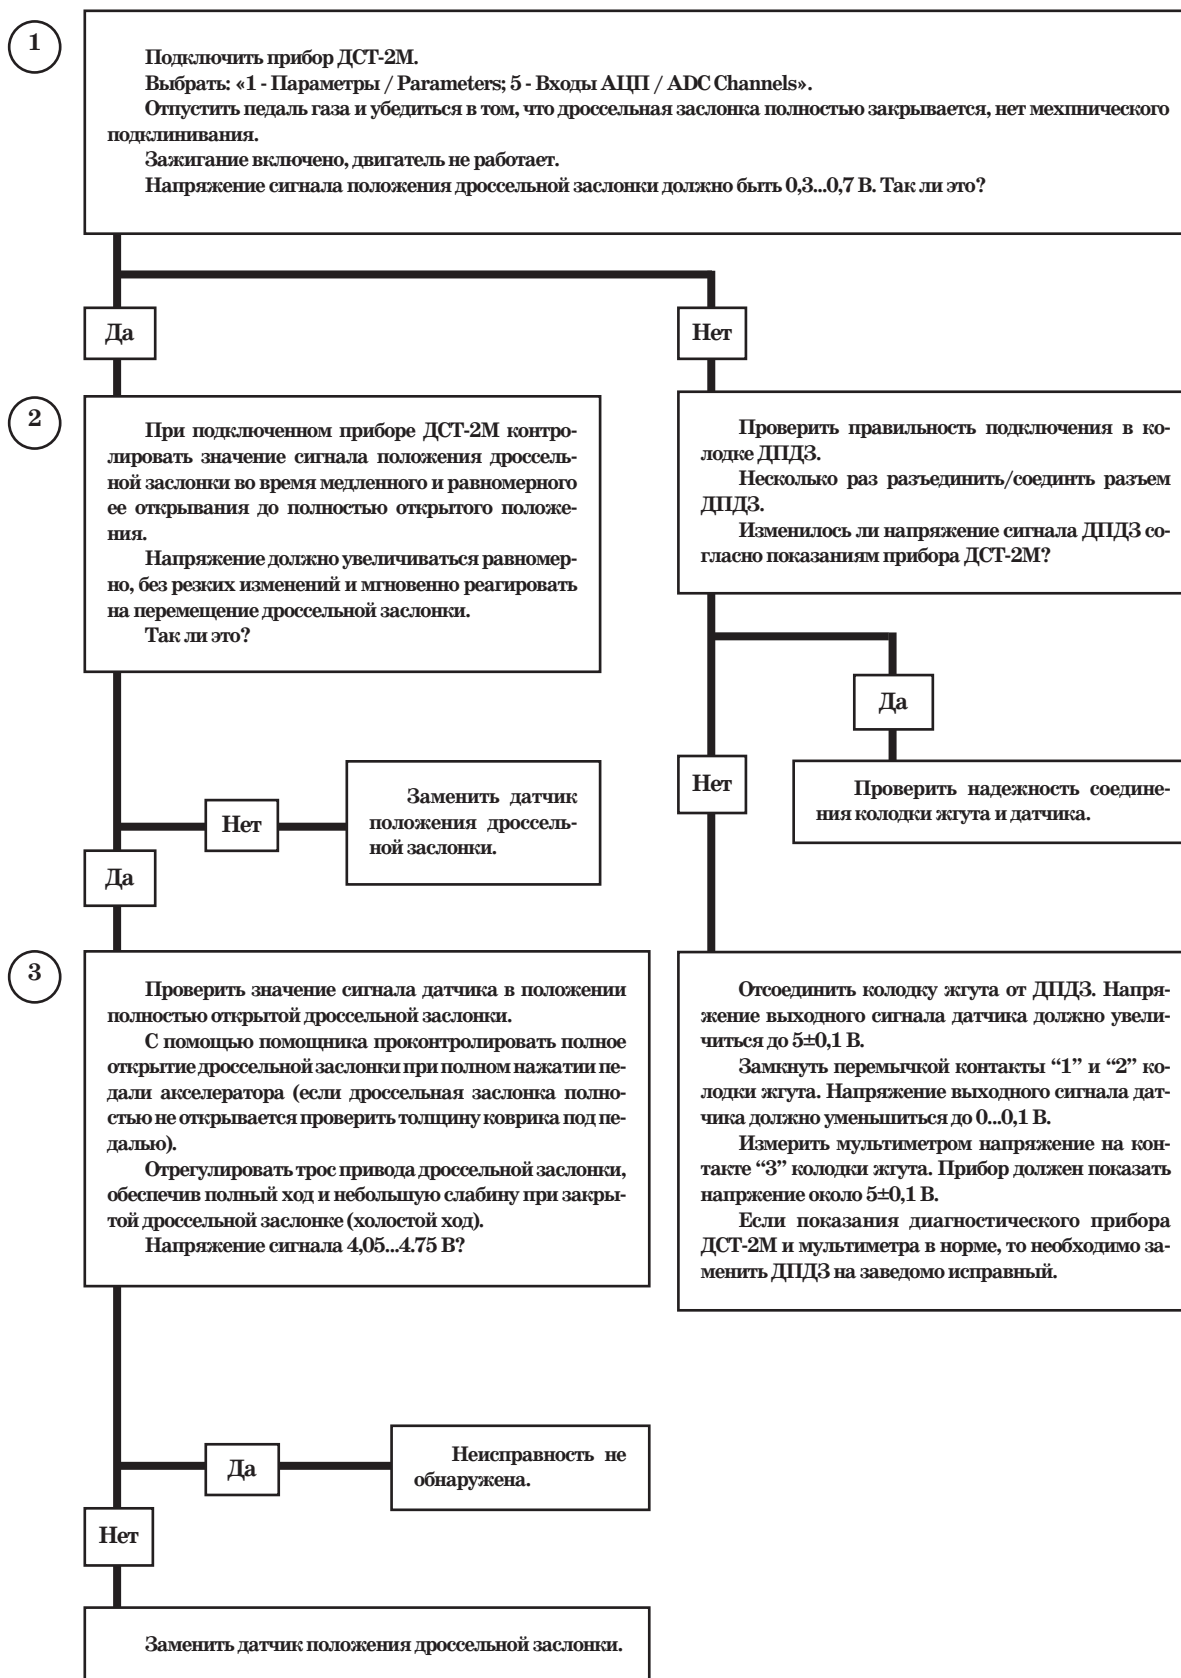 1
Подключить прибор ДСТ-2М.
Выбрать: «1 - Параметры / Parameters; 5 - Входы АЦП / ADC Channels».
Отпустить педаль газа и убедиться в том, что дроссельная заслонка полностью закрывается, нет мехпнического
подклинивания.
Зажигание включено, двигатель не работает.
Напряжение сигнала положения дроссельной заслонки должно быть 0,3...0,7 В. Так ли это?
Да
Нет
2
При подключенном приборе ДСТ-2М контро-
лировать значение сигнала положения дроссель-
ной заслонки во время медленного и равномерного
ее открывания до полностью открытого положе-
ния.
Напряжение должно увеличиваться равномер-
но, без резких изменений и мгновенно реагировать
на перемещение дроссельной заслонки.
Так ли это?
Проверить правильность подключения в ко-
лодке ДПДЗ.
Несколько раз разъединить/соединть разъем
ДПДЗ.
Изменилось ли напряжение сигнала ДПДЗ со-
гласно показаниям прибора ДСТ-2М?
Да
Нет
Проверить надежность соедине-
ния колодки жгута и датчика.
Нет
Заменить датчик
положения дроссель-
ной заслонки.
Да
3
Проверить значение сигнала датчика в положении
полностью открытой дроссельной заслонки.
С помощью помощника проконтролировать полное
открытие дроссельной заслонки при полном нажатии пе-
дали акселератора (если дроссельная заслонка полно-
стью не открывается проверить толщину коврика под пе-
далью).
Отрегулировать трос привода дроссельной заслонки,
обеспечив полный ход и небольшую слабину при закры-
той дроссельной заслонке (холостой ход).
Напряжение сигнала 4,05...4.75 В?
Отсоединить колодку жгута от ДПДЗ. Напря-
жение выходного сигнала датчика должно увели-
читься до 5±0,1 В.
Замкнуть перемычкой контакты “1” и “2” ко-
лодки жгута. Напряжение выходного сигнала дат-
чика должно уменьшиться до 0...0,1 В.
Измерить мультиметром напряжение на кон-
такте “3” колодки жгута. Прибор должен показать
напржение около 5±0,1 В.
Если показания диагностического прибора
ДСТ-2М и мультиметра в норме, то необходимо за-
менить ДПДЗ на заведомо исправный.
Да
Неисправность не
обнаружена.
Нет
Заменить датчик положения дроссельной заслонки.